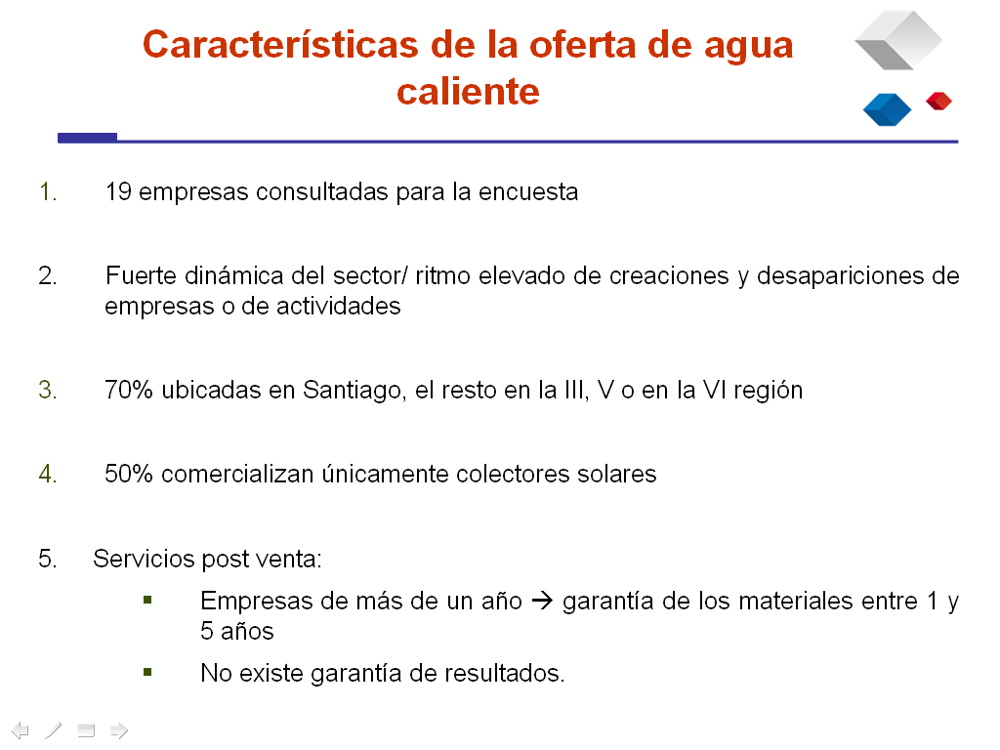 Características de la oferta de agua
caliente
1. 19 empresas consultadas para la encuesta
2. Fuerte dinámica del sector/ ritmo elevado de creaciones y desapariciones de
empresas o de actividades
3. 70% ubicadas en Santiago, el resto en la III, V o en la VI región
4. 50% comercializan únicamente colectores solares
5. Servicios post venta:
▪ Empresas de más de un año → garantía de los materiales entre 1 y
5 años
▪ No existe garantía de resultados.